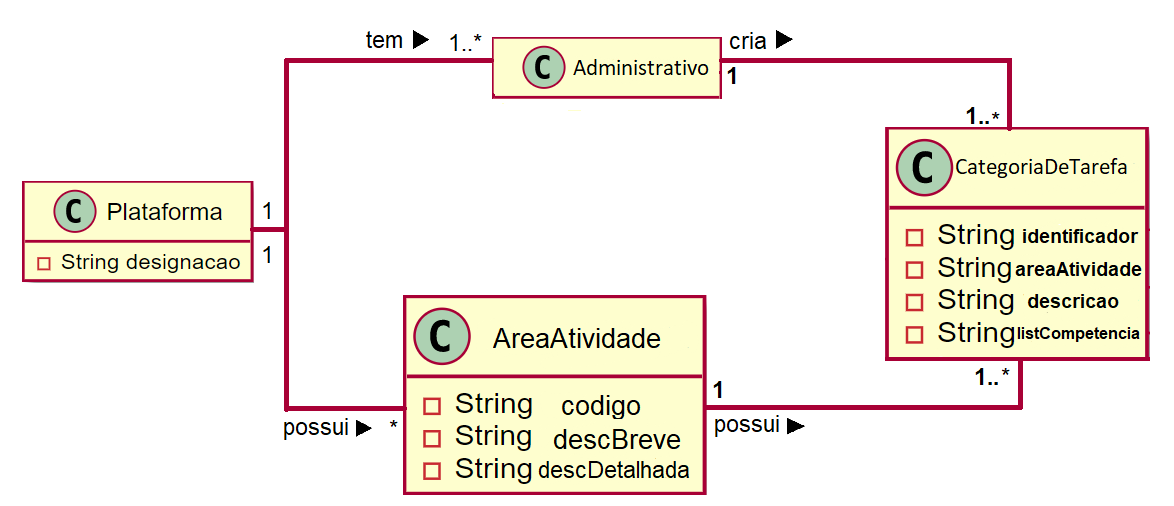 tem ▶
1..*
C Administrativo
cria ▶
1
1..*
C CategoriaDeTarefa
String identificador
String areaAtividade
String descricao
String listCompetencia
1..*
C Plataforma
String designacao
1
1
C AreaAtividade
String codigo
String descBreve
String descDetalhada
possui ▶
*
1
possui ▶